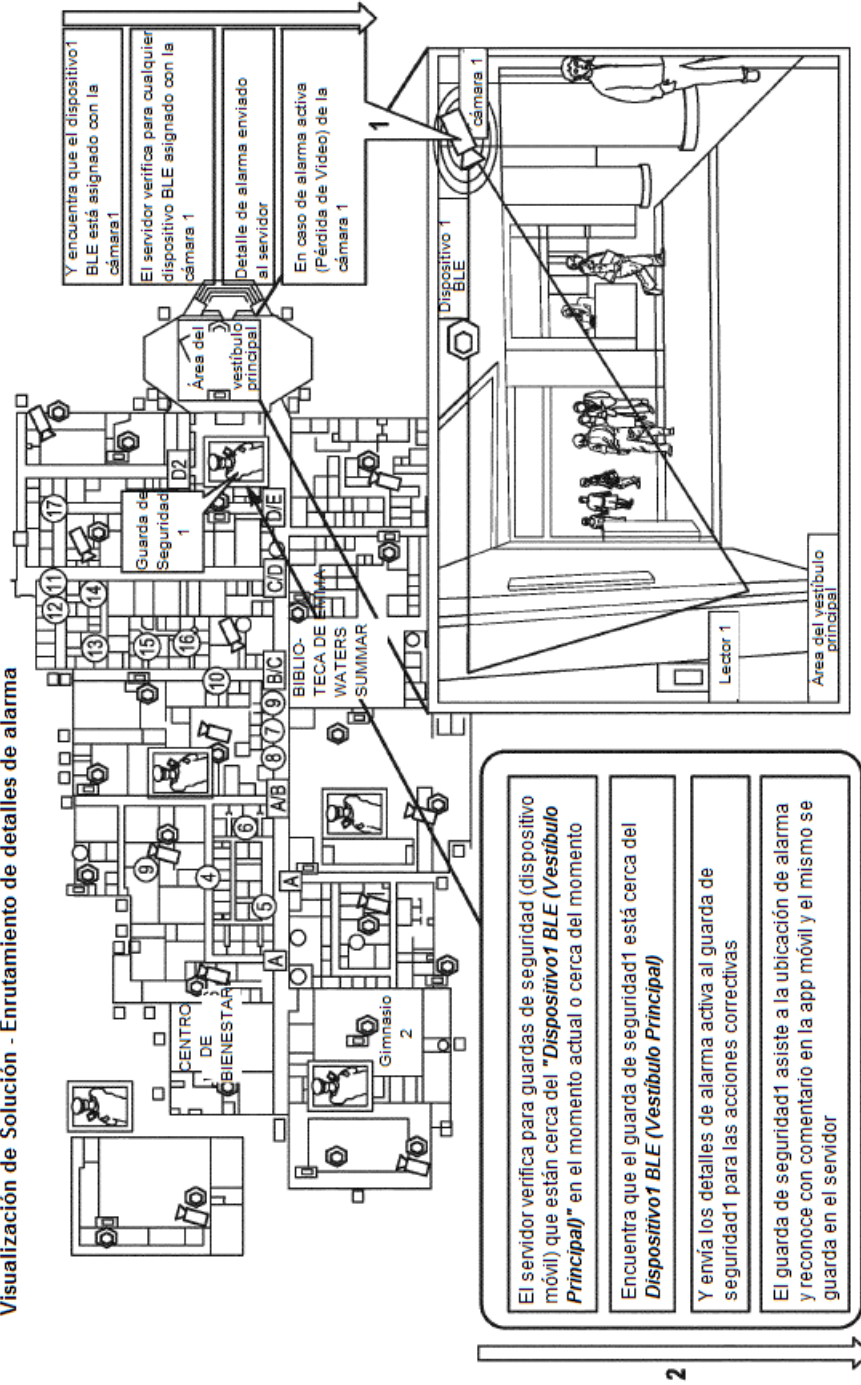 Visualización de Solución - Enrutamiento de detalles de alarma
Y encuentra que el dispositivo1
BLE está asignado con la
cámara1
El servidor verifica para cualquier
dispositivo BLE asignado con la
cámara 1
Detalle de alarma enviado
al servidor
En caso de alarma activa
(Pérdida de Video) de la
cámara 1
1
Área del
vestíbulo
principal
Guarda de
Seguridad
1
D2
D/E
C/D
B/C
A/B
A
A
17
11
12
14
13
15
16
10
9
7
8
9
6
4
5
BIBLIO-
TECA DE EMMA
WATERS
SUMMAR
CENTRO
DE
BIENESTAR
Gimnasio
2
Dispositivo 1
BLE
cámara 1
Lector 1
Área del vestíbulo
principal
2
El servidor verifica para guardas de seguridad (dispositivo
móvil) que están cerca del "Dispositivo1 BLE (Vestíbulo
Principal)" en el momento actual o cerca del momento
Encuentra que el guarda de seguridad1 está cerca del
Dispositivo1 BLE (Vestíbulo Principal)
Y envía los detalles de alarma activa al guarda de
seguridad1 para las acciones correctivas
El guarda de seguridad1 asiste a la ubicación de alarma
y reconoce con comentario en la app móvil y el mismo se
guarda en el servidor